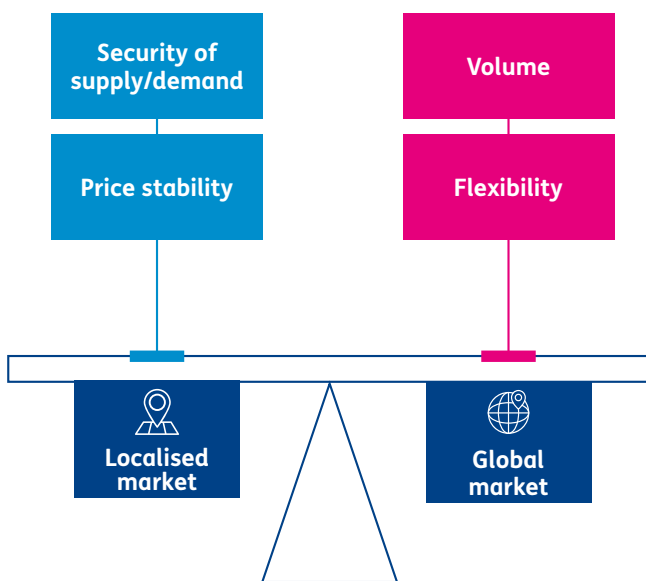 Security of
supply/demand
Volume
Price stability
Flexibility
Localised
market
Global
market